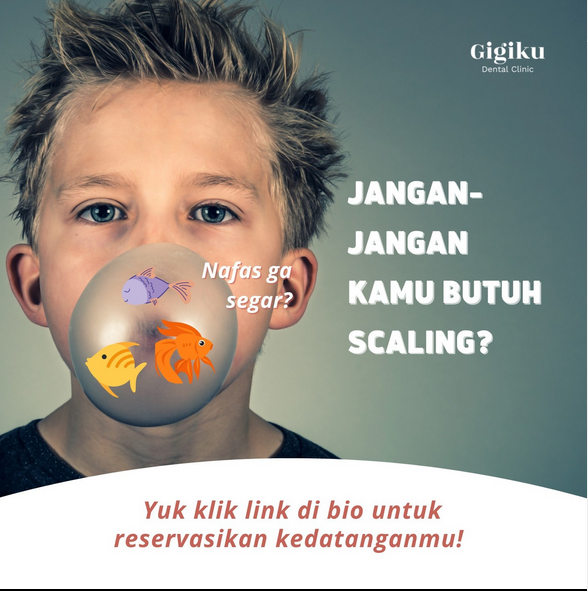 Gigiku
Dental Clinic
JANGAN-
JANGAN
KAMU BUTUH
SCALING?
Nafas ga
segar?
Yuk klik link di bio untuk
reservasikan kedatanganmu!